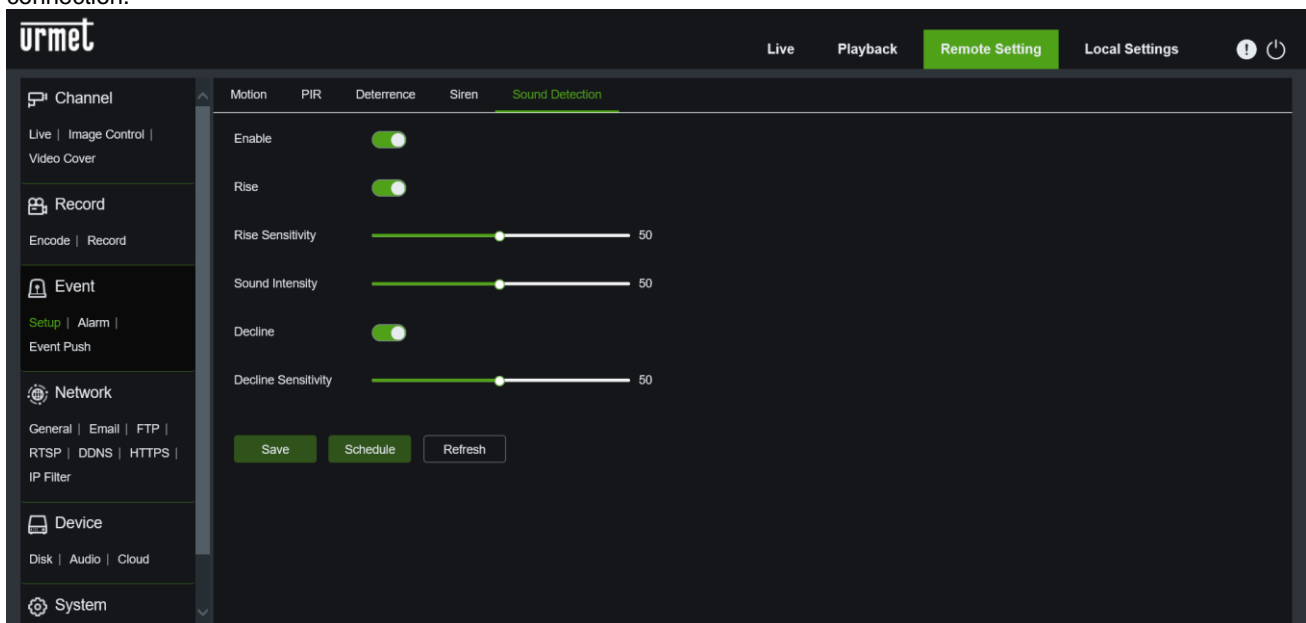 connection.
urmet
Live Playback Remote Setting Local Settings
Channel
Live | Image Control |
Video Cover
Record
Encode | Record
Event
Setup | Alarm |
Event Push
Network
General | Email | FTP |
RTSP | DDNS | HTTPS |
IP Filter
Device
Disk | Audio | Cloud
System
Motion PIR Deterrence Siren Sound Detection
Enable
Rise
Rise Sensitivity 50
Sound Intensity 50
Decline
Decline Sensitivity 50
Save Schedule Refresh